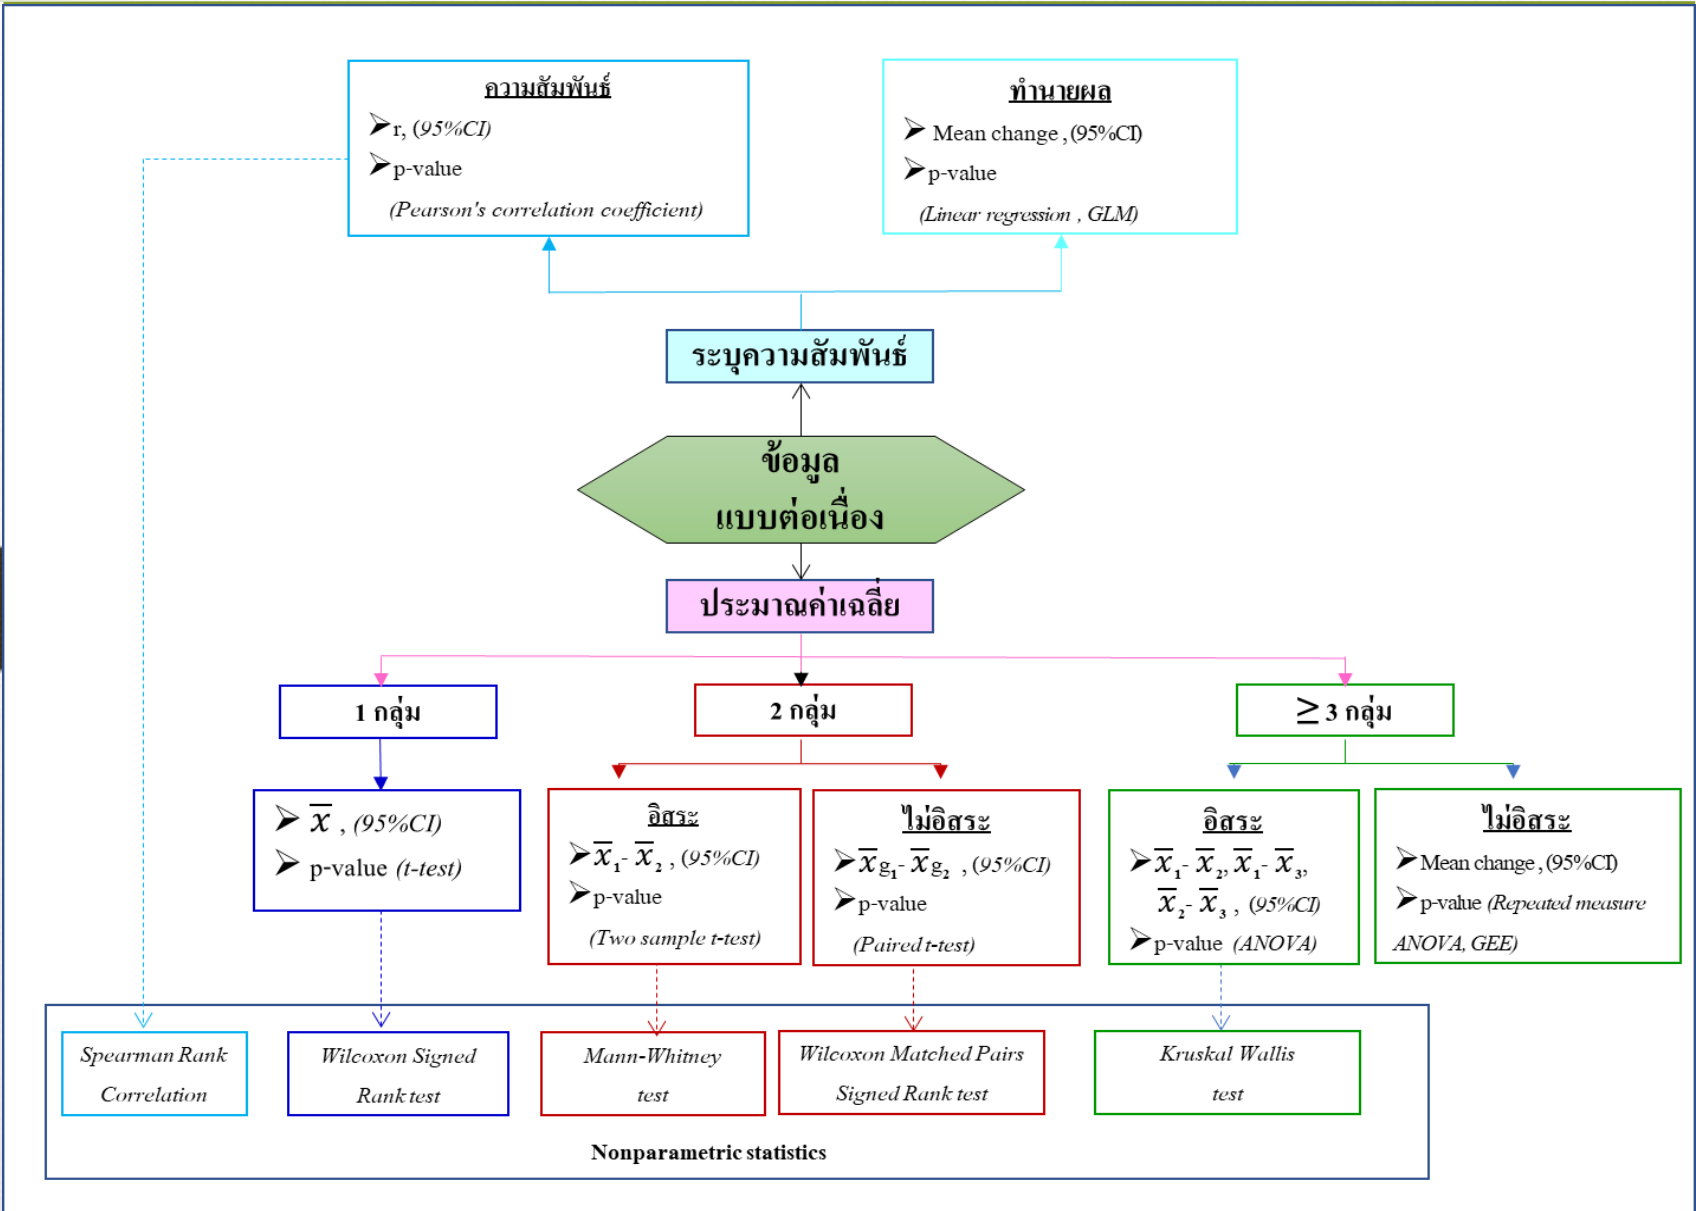 ความสัมพันธ์
➢r, (95%CI)
➢p-value
(Pearson's correlation coefficient)
ทำนายผล
➢ Mean change , (95%CI)
➢p-value
(Linear regression , GLM)
ระบุความสัมพันธ์
ข้อมูล
แบบต่อเนื่อง
ประมาณค่าเฉลี่ย
1 กลุ่ม
2 กลุ่ม
≥ 3 กลุ่ม
➢ x̅ , (95%CI)
➢ p-value (t-test)
อิสระ
➢x̅₁- x̅₂ , (95%CI)
➢p-value
(Two sample t-test)
ไม่อิสระ
➢x̅g₁- x̅g₂ , (95%CI)
➢p-value
(Paired t-test)
อิสระ
➢x̅₁- x̅₂, x̅₁- x̅₃,
x̅₂- x̅₃ , (95%CI)
➢p-value (ANOVA)
ไม่อิสระ
➢Mean change , (95%CI)
➢p-value (Repeated measure
ANOVA, GEE)
Spearman Rank
Correlation
Wilcoxon Signed
Rank test
Mann-Whitney
test
Wilcoxon Matched Pairs
Signed Rank test
Kruskal Wallis
test
Nonparametric statistics